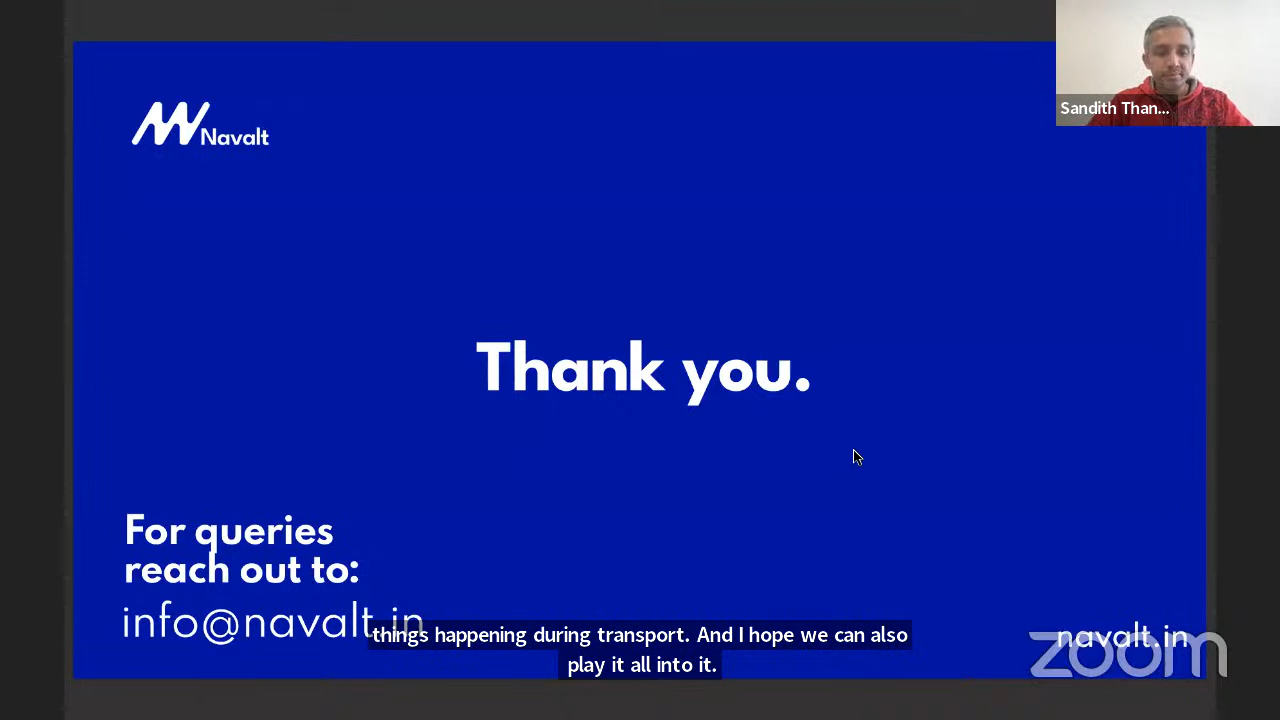 Sandith Than...
Navalt
Thank you.
For queries
reach out to:
info@navalt.in
things happening during transport. And I hope we can also
play it all into it.
navalt.in
zoom